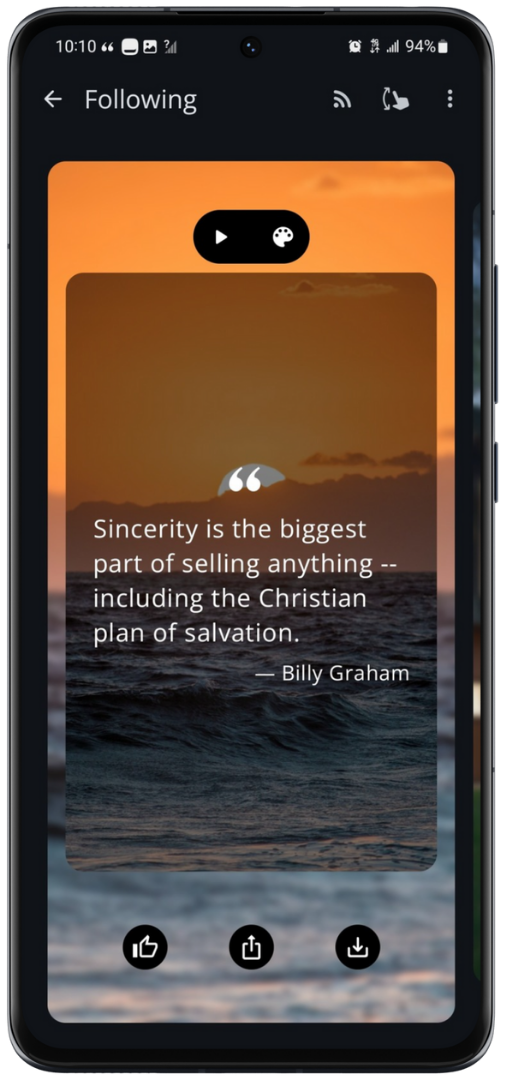 10:10
94%
Following
“
Sincerity is the biggest
part of selling anything --
including the Christian
plan of salvation.
— Billy Graham